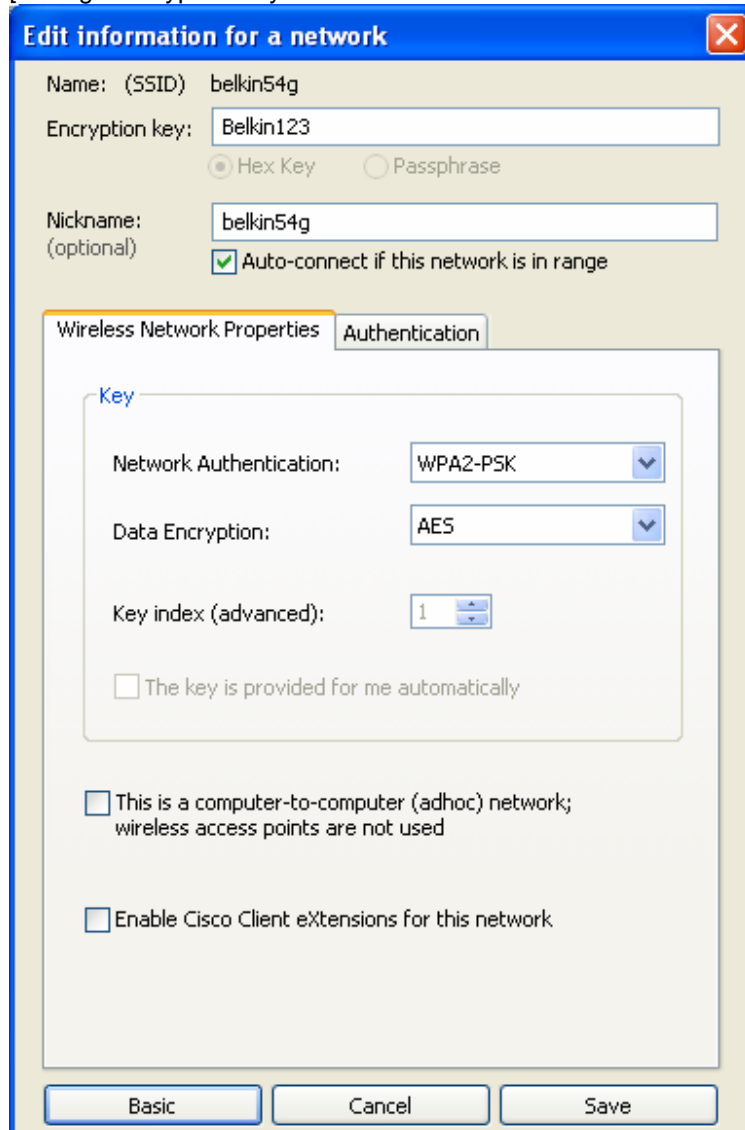 Edit information for a network
Name: (SSID) belkin54g
Encryption key: Belkin123
Hex Key Passphrase
Nickname: belkin54g
(optional)
Auto-connect if this network is in range
Wireless Network Properties Authentication
Key
Network Authentication: WPA2-PSK
Data Encryption: AES
Key index (advanced): 1
The key is provided for me automatically
This is a computer-to-computer (adhoc) network;
wireless access points are not used
Enable Cisco Client eXtensions for this network
Basic Cancel Save